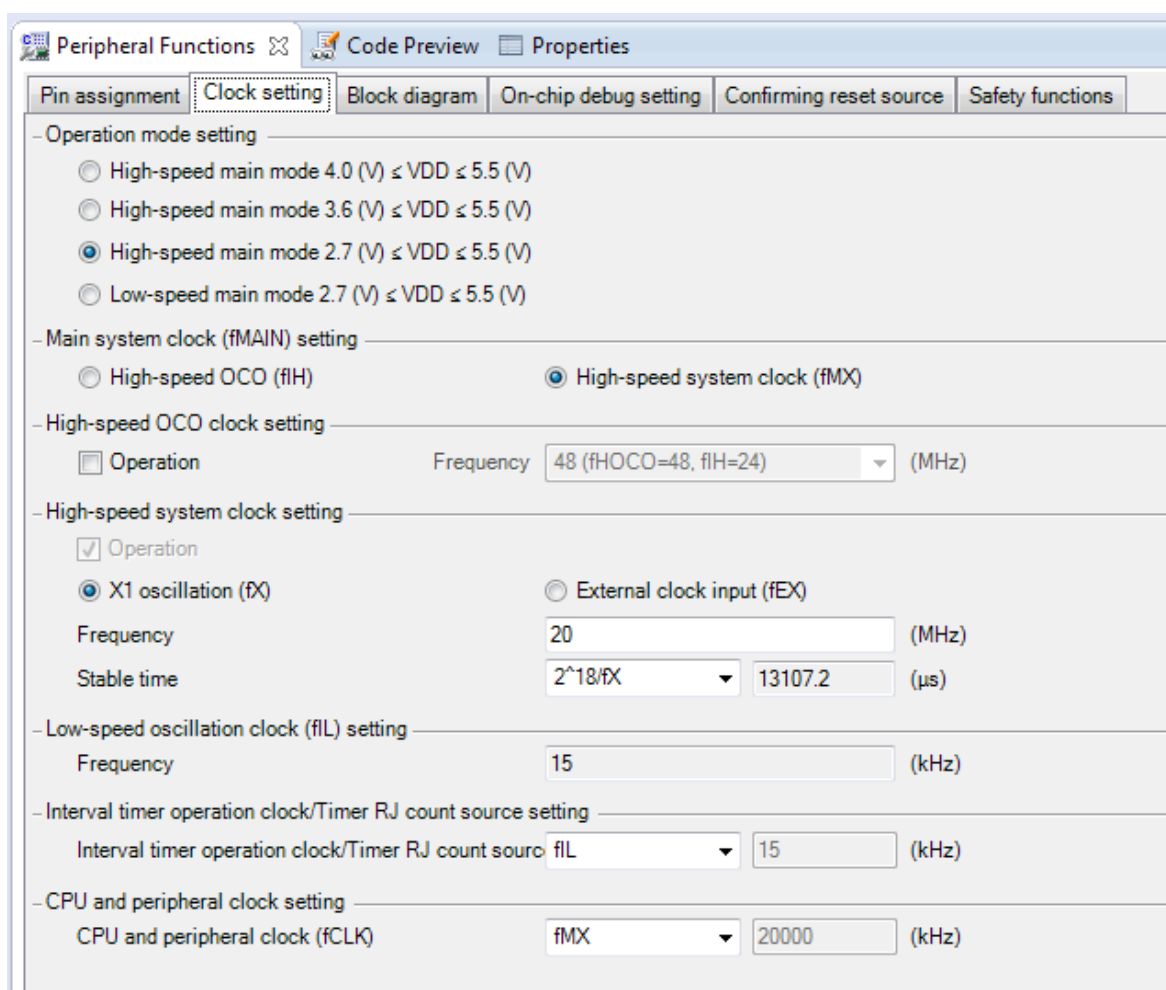 Peripheral Functions Code Preview Properties
Pin assignment Clock setting Block diagram On-chip debug setting Confirming reset source Safety functions
Operation mode setting
High-speed main mode 4.0 (V) ≤ VDD ≤ 5.5 (V)
High-speed main mode 3.6 (V) ≤ VDD ≤ 5.5 (V)
High-speed main mode 2.7 (V) ≤ VDD ≤ 5.5 (V)
Low-speed main mode 2.7 (V) ≤ VDD ≤ 5.5 (V)
Main system clock (fMAIN) setting
High-speed OCO (fIH) High-speed system clock (fMX)
High-speed OCO clock setting
Operation Frequency 48 (fHOCO=48, fIH=24) (MHz)
High-speed system clock setting
Operation
X1 oscillation (fX) External clock input (fEX)
Frequency 20 (MHz)
Stable time 2^18/fX 13107.2 (μs)
Low-speed oscillation clock (fIL) setting
Frequency 15 (kHz)
Interval timer operation clock/Timer RJ count source setting
Interval timer operation clock/Timer RJ count sourc fIL 15 (kHz)
CPU and peripheral clock setting
CPU and peripheral clock (fCLK) fMX 20000 (kHz)